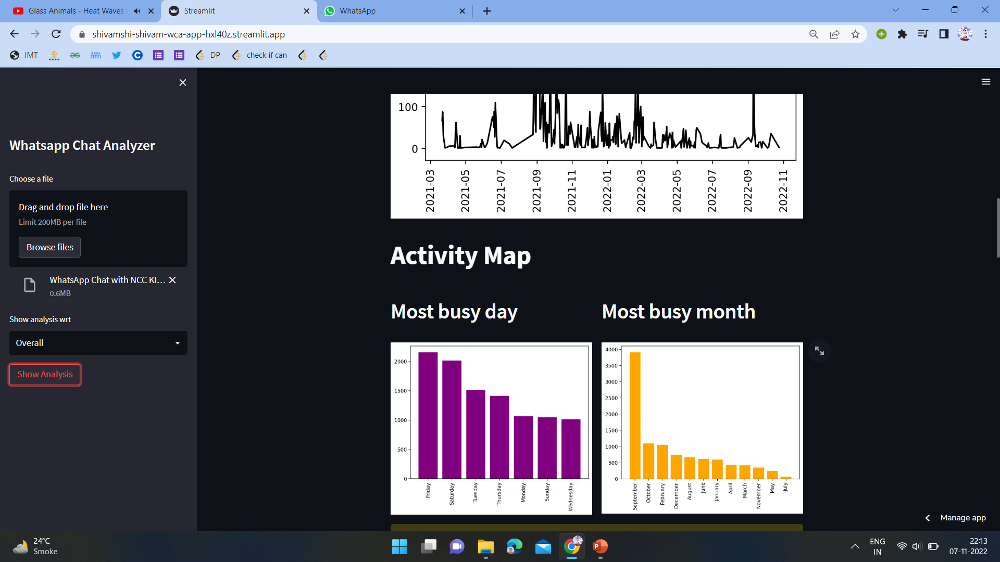 Glass Animals - Heat Waves (
Streamlit
WhatsApp
shivamshi-shivam-wca-app-hxl40z.streamlit.app
IMT
DP
check if can
Whatsapp Chat Analyzer
Choose a file
Drag and drop file here
Limit 200MB per file
Browse files
WhatsApp Chat with NCC KI...
0.6MB
Show analysis wrt
Overall
Show Analysis
100
0
2021-03
2021-05
2021-07
2021-09
2021-11
2022-01
2022-03
2022-05
2022-07
2022-09
2022-11
Activity Map
Most busy day
2000
1500
1000
500
0
Friday
Saturday
Tuesday
Thursday
Monday
Sunday
Wednesday
Most busy month
4000
3500
3000
2500
2000
1500
1000
500
0
September
October
February
December
August
June
January
April
March
November
May
July
Manage app
24°C
Smoke
ENG
IN
22:13
07-11-2022